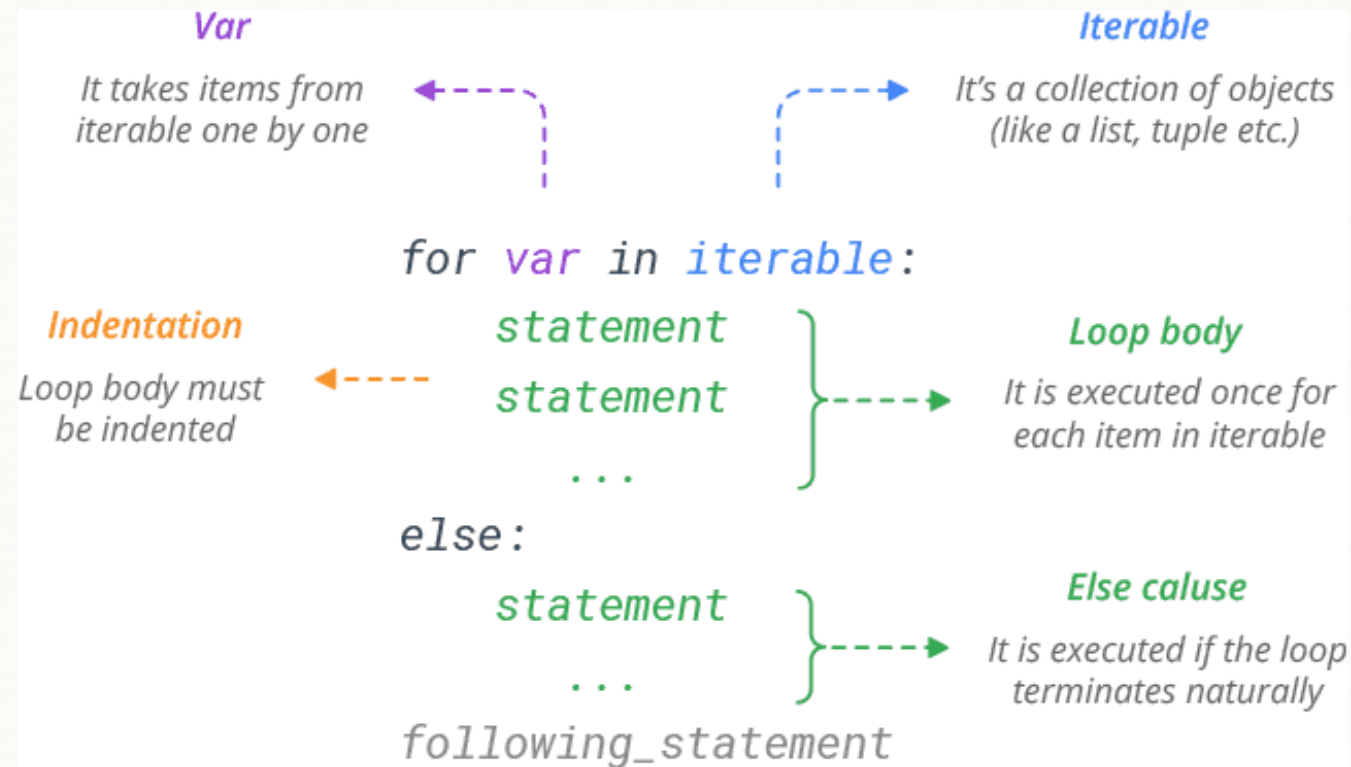 Var
It takes items from
iterable one by one
Iterable
It's a collection of objects
(like a list, tuple etc.)
for var in iterable:
Indentation
Loop body must
be indented
statement
statement
...
Loop body
It is executed once for
each item in iterable
else:
statement
...
Else caluse
It is executed if the loop
terminates naturally
following_statement